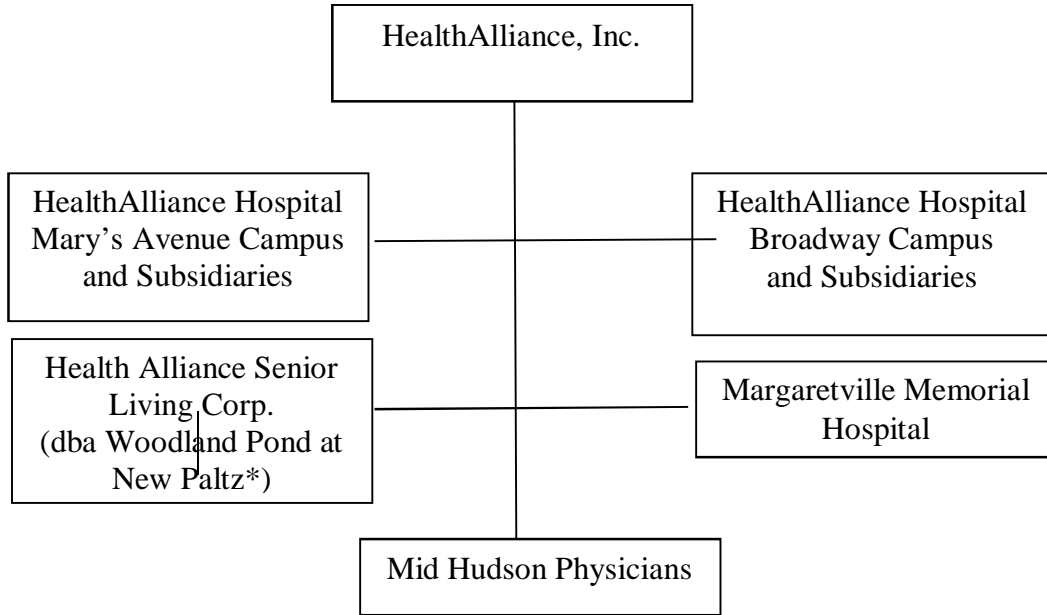 HealthAlliance, Inc.
HealthAlliance Hospital
Mary’s Avenue Campus
and Subsidiaries
HealthAlliance Hospital
Broadway Campus
and Subsidiaries
Health Alliance Senior
Living Corp.
(dba Woodland Pond at
New Paltz*)
Margaretville Memorial
Hospital
Mid Hudson Physicians